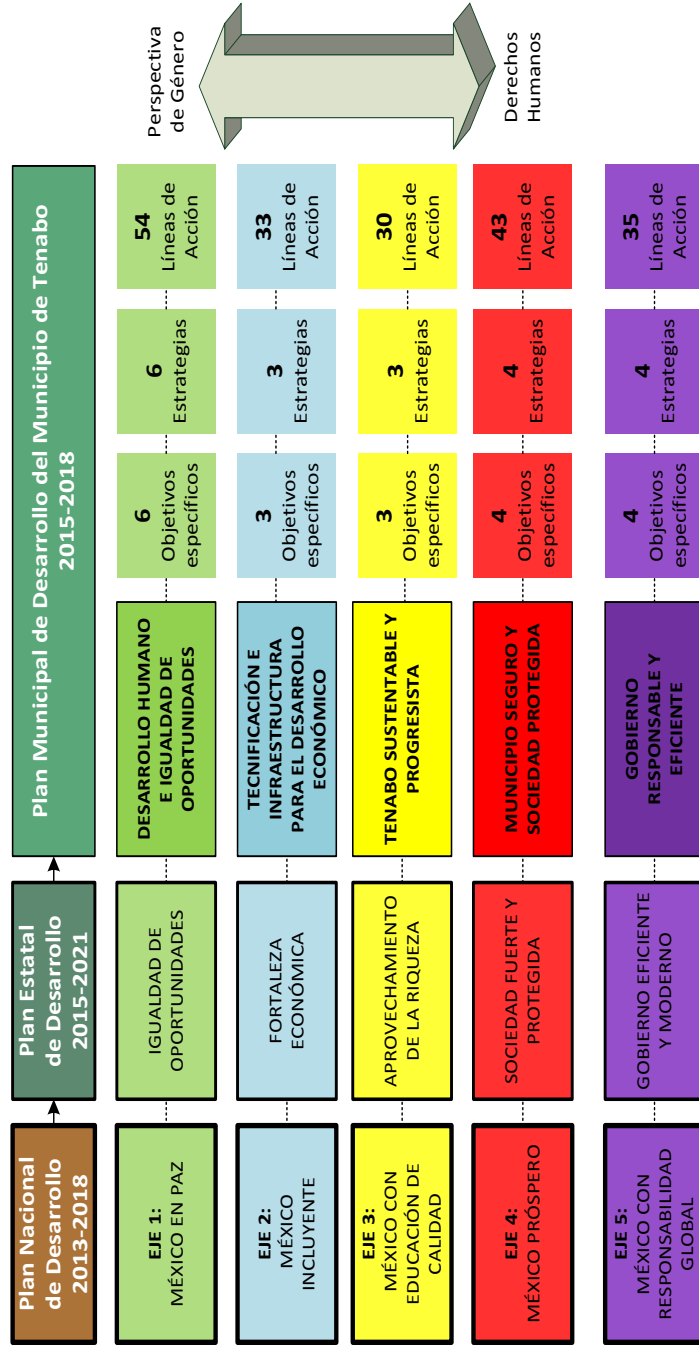 Plan Nacional
de Desarrollo
2013-2018
Plan Estatal
de Desarrollo
2015-2021
Plan Municipal de Desarrollo del Municipio de Tenabo
2015-2018
EJE 1:
MÉXICO EN PAZ
IGUALDAD DE
OPORTUNIDADES
DESARROLLO HUMANO
E IGUALDAD DE
OPORTUNIDADES
6
Objetivos
específicos
6
Estrategias
54
Líneas de
Acción
EJE 2:
MÉXICO
INCLUYENTE
FORTALEZA
ECONÓMICA
TECNIFICACIÓN E
INFRAESTRUCTURA
PARA EL DESARROLLO
ECONÓMICO
3
Objetivos
específicos
3
Estrategias
33
Líneas de
Acción
EJE 3:
MÉXICO CON
EDUCACIÓN DE
CALIDAD
APROVECHAMIENTO
DE LA RIQUEZA
TENABO SUSTENTABLE Y
PROGRESISTA
3
Objetivos
específicos
3
Estrategias
30
Líneas de
Acción
EJE 4:
MÉXICO PRÓSPERO
SOCIEDAD FUERTE Y
PROTEGIDA
MUNICIPIO SEGURO Y
SOCIEDAD PROTEGIDA
4
Objetivos
específicos
4
Estrategias
43
Líneas de
Acción
EJE 5:
MÉXICO CON
RESPONSABILIDAD
GLOBAL
GOBIERNO EFICIENTE
Y MODERNO
GOBIERNO
RESPONSABLE Y
EFICIENTE
4
Objetivos
específicos
4
Estrategias
35
Líneas de
Acción
Perspectiva
de Género
Derechos
Humanos